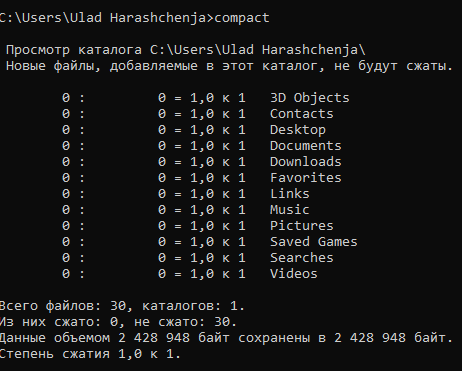 C:\Users\Ulad Harashchenja>compact
Просмотр каталога C:\Users\Ulad Harashchenja\
Новые файлы, добавляемые в этот каталог, не будут сжаты.
0 : 0 = 1,0 к 1 3D Objects
0 : 0 = 1,0 к 1 Contacts
0 : 0 = 1,0 к 1 Desktop
0 : 0 = 1,0 к 1 Documents
0 : 0 = 1,0 к 1 Downloads
0 : 0 = 1,0 к 1 Favorites
0 : 0 = 1,0 к 1 Links
0 : 0 = 1,0 к 1 Music
0 : 0 = 1,0 к 1 Pictures
0 : 0 = 1,0 к 1 Saved Games
0 : 0 = 1,0 к 1 Searches
0 : 0 = 1,0 к 1 Videos
Всего файлов: 30, каталогов: 1.
Из них сжато: 0, не сжато: 30.
Данные объемом 2 428 948 байт сохранены в 2 428 948 байт.
Степень сжатия 1,0 к 1.